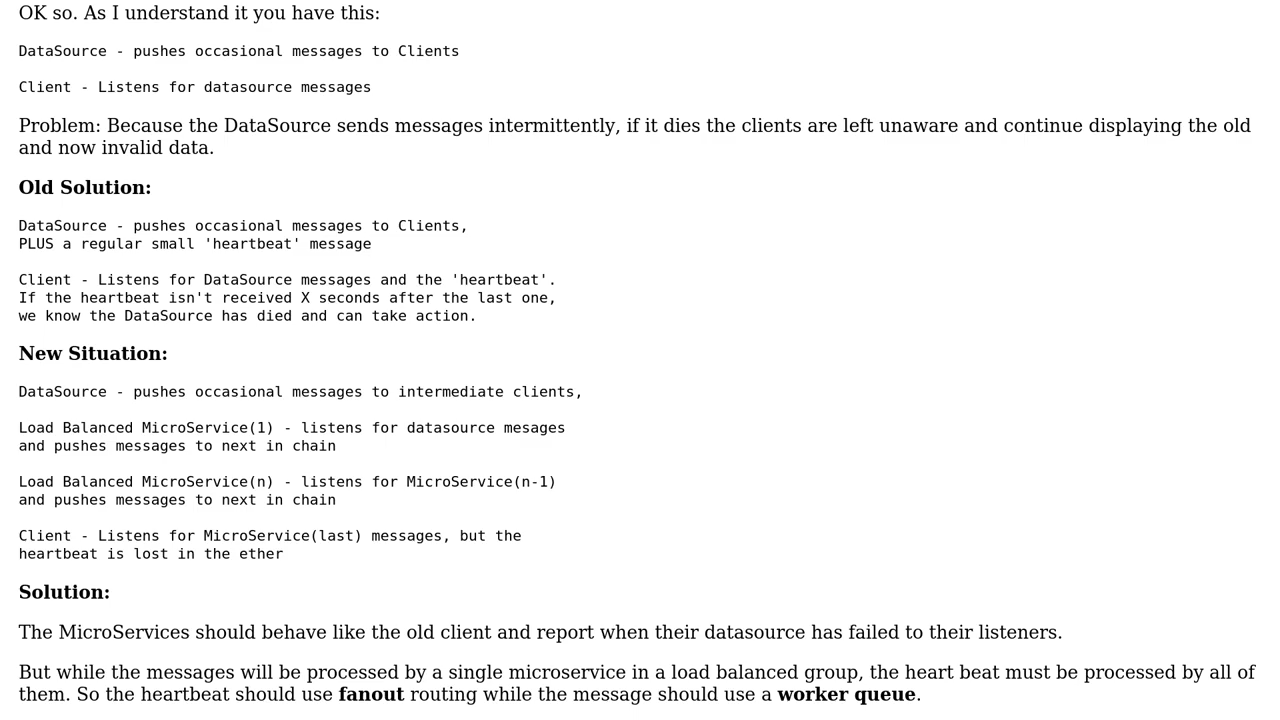 OK so. As I understand it you have this:
DataSource - pushes occasional messages to Clients
Client - Listens for datasource messages
Problem: Because the DataSource sends messages intermittently, if it dies the clients are left unaware and continue displaying the old
and now invalid data.
Old Solution:
DataSource - pushes occasional messages to Clients,
PLUS a regular small 'heartbeat' message
Client - Listens for DataSource messages and the 'heartbeat'.
If the heartbeat isn't received X seconds after the last one,
we know the DataSource has died and can take action.
New Situation:
DataSource - pushes occasional messages to intermediate clients,
Load Balanced MicroService(1) - listens for datasource mesages
and pushes messages to next in chain
Load Balanced MicroService(n) - listens for MicroService(n-1)
and pushes messages to next in chain
Client - Listens for MicroService(last) messages, but the
heartbeat is lost in the ether
Solution:
The MicroServices should behave like the old client and report when their datasource has failed to their listeners.
But while the messages will be processed by a single microservice in a load balanced group, the heart beat must be processed by all of
them. So the heartbeat should use fanout routing while the message should use a worker queue.